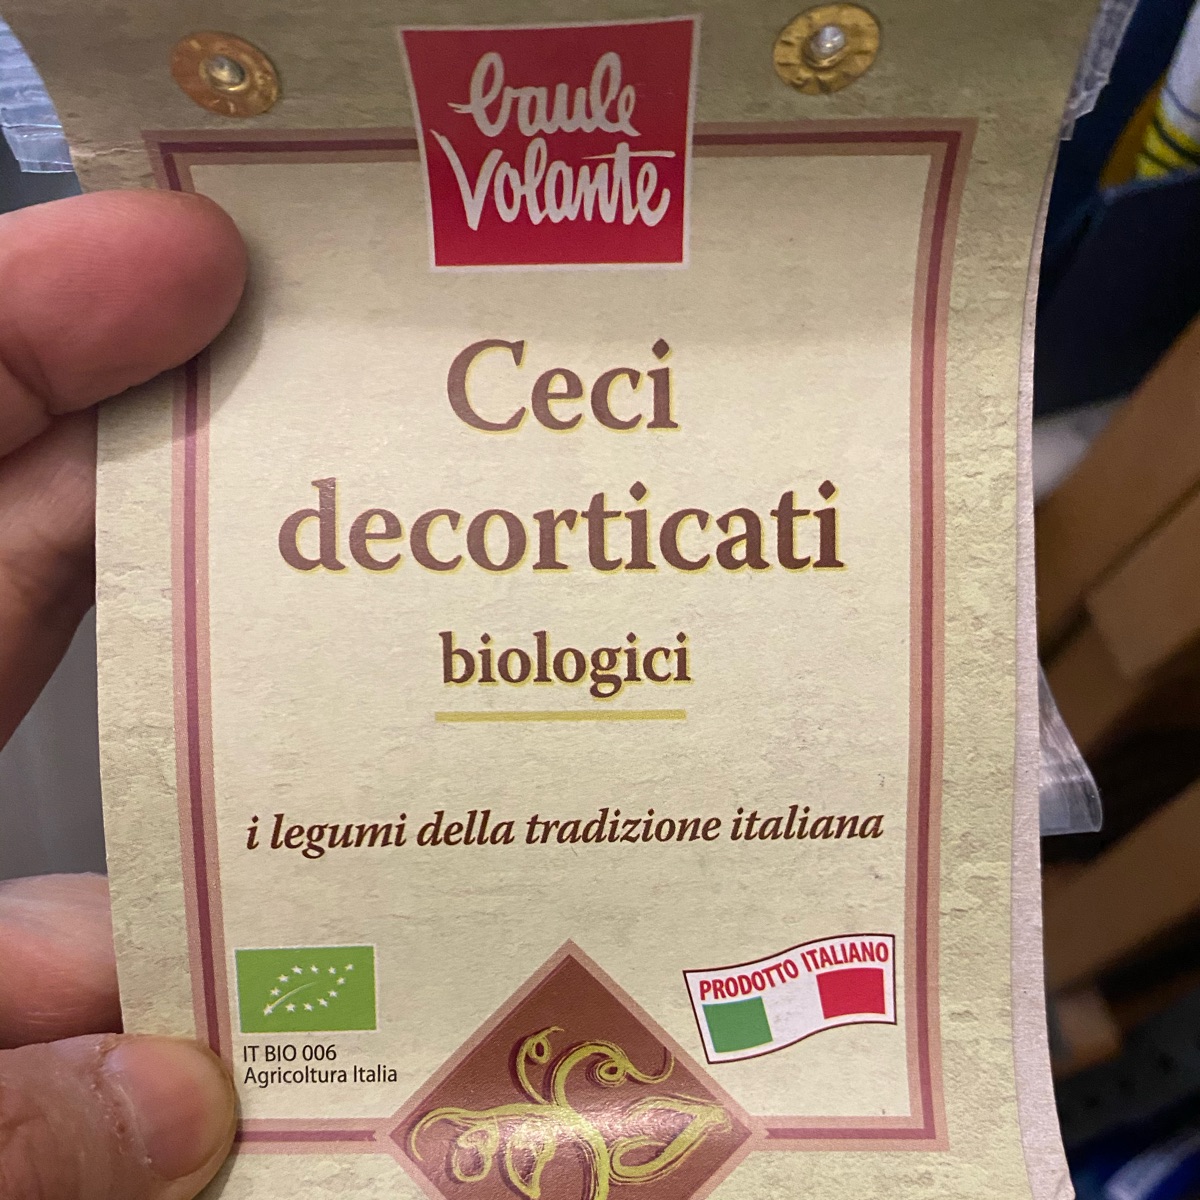 baule
volante
Ceci
decorticati
biologici
i legumi della tradizione italiana
PRODOTTO ITALIANO
IT BIO 006
Agricoltura Italia